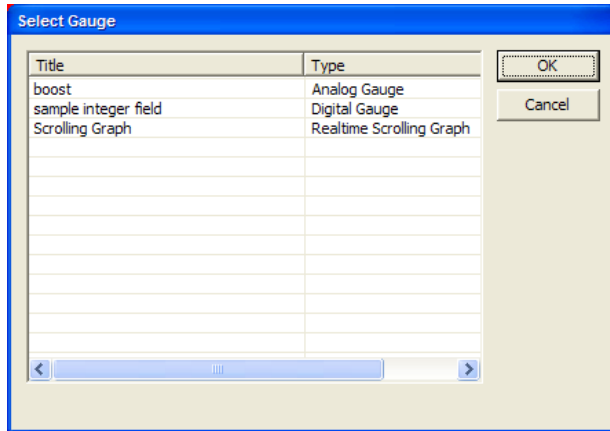 Select Gauge
Title Type OK
boost Analog Gauge
sample integer field Digital Gauge Cancel
Scrolling Graph Realtime Scrolling Graph